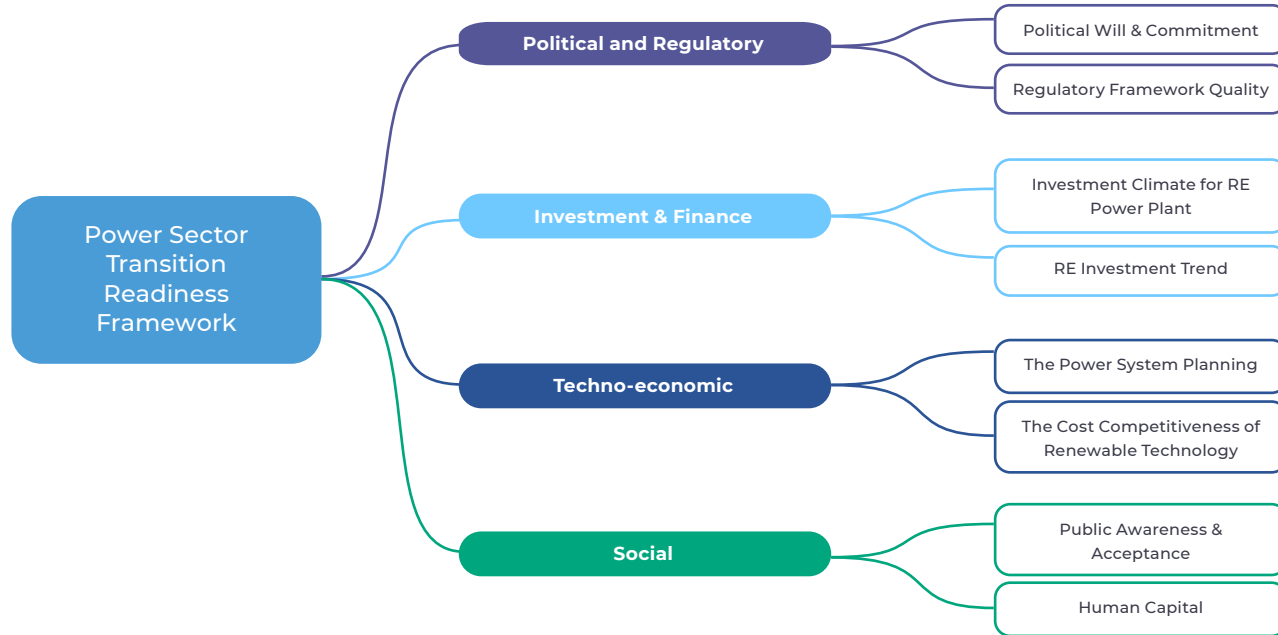 Power Sector
Transition
Readiness
Framework
Political and Regulatory
Political Will & Commitment
Regulatory Framework Quality
Investment & Finance
Investment Climate for RE
Power Plant
RE Investment Trend
Techno-economic
The Power System Planning
The Cost Competitiveness of
Renewable Technology
Social
Public Awareness &
Acceptance
Human Capital